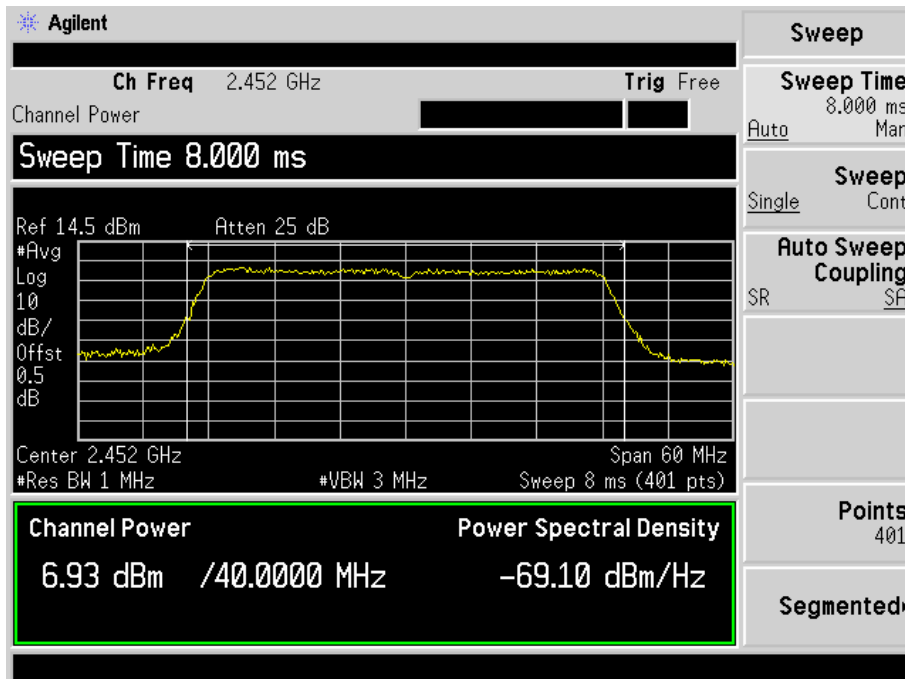 Agilent
Sweep
Ch Freq 2.452 GHz Trig Free
Channel Power
Sweep Time 8.000 ms
Ref 14.5 dBm Atten 25 dB
#Avg
Log
10
dB/
Offst
0.5
dB
Center 2.452 GHz Span 60 MHz
#Res BW 1 MHz #VBW 3 MHz Sweep 8 ms (401 pts)
Channel Power Power Spectral Density
6.93 dBm /40.0000 MHz -69.10 dBm/Hz
Sweep Time
8.000 ms
Auto Man
Sweep
Single Cont
Auto Sweep
Coupling
SR SA
Points
401
Segmented